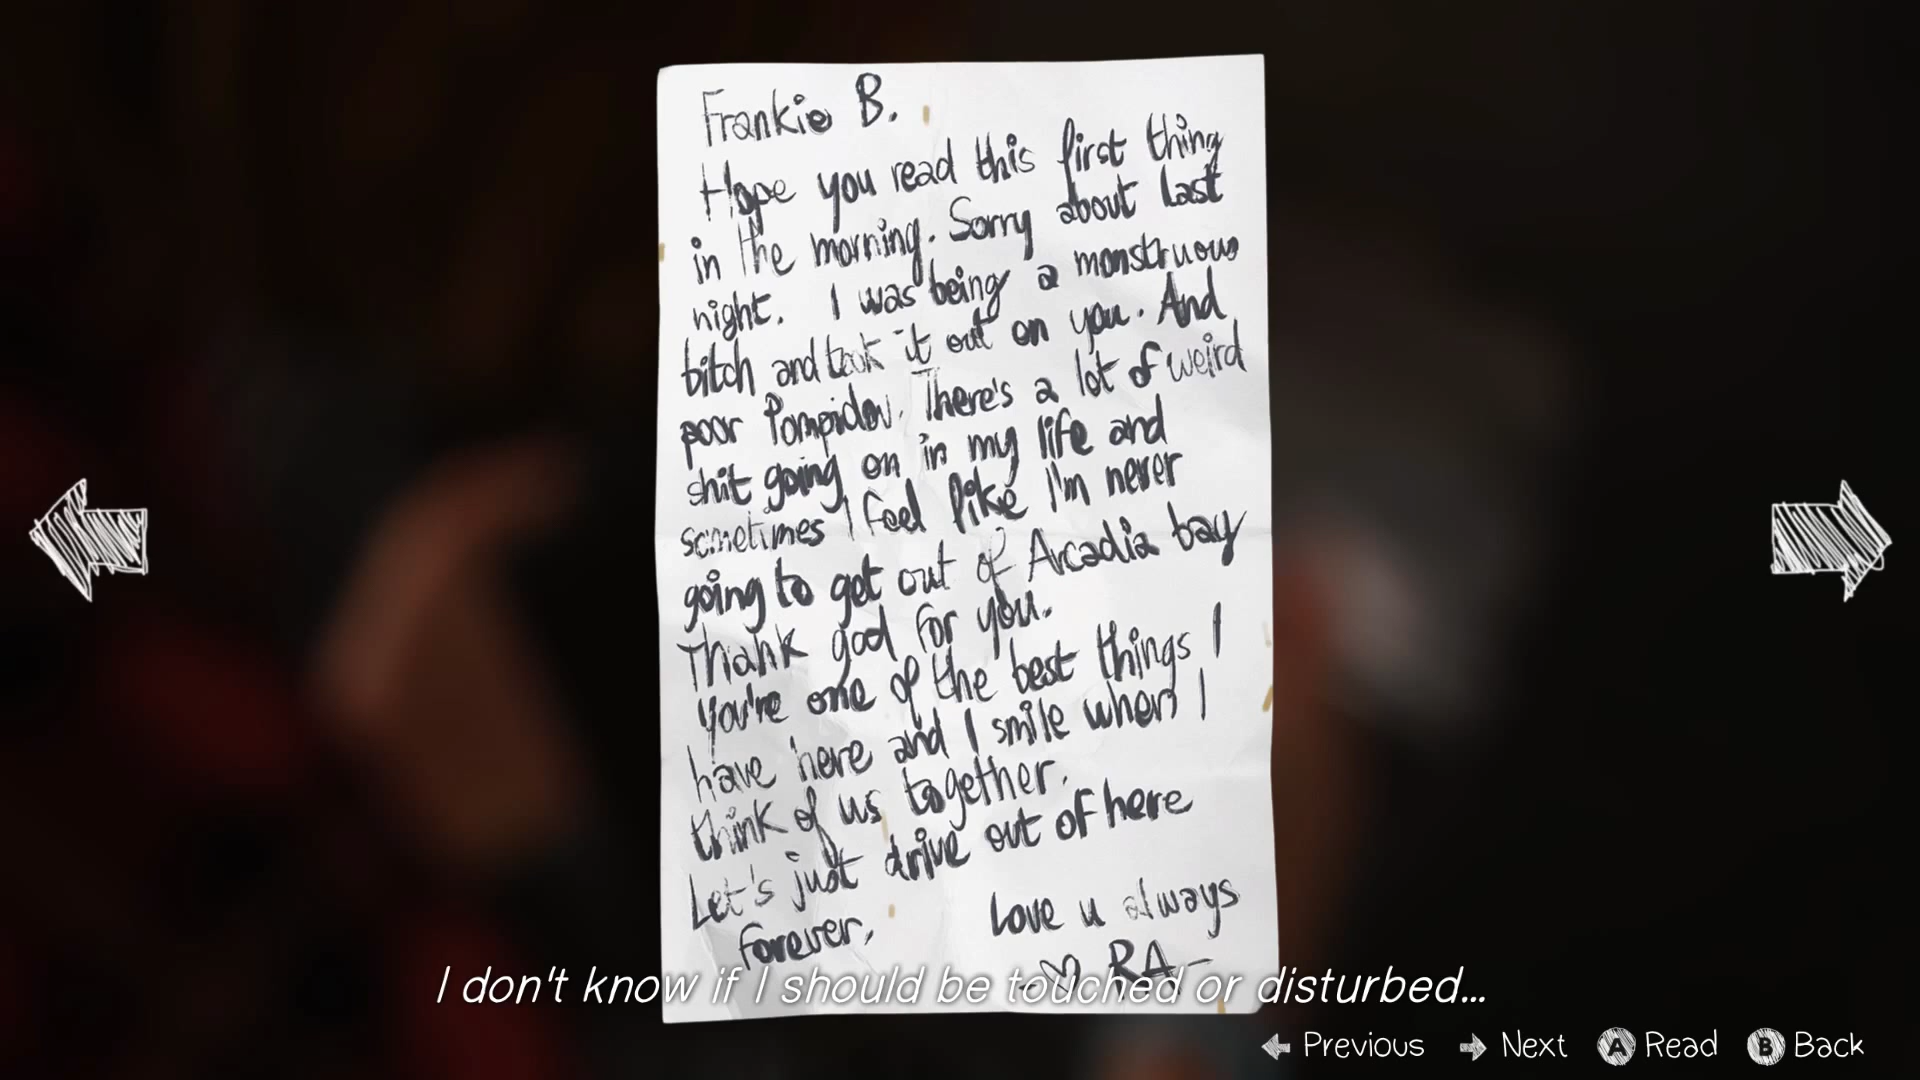 Frankie B.
Hope you read this first thing
in the morning. Sorry about last
night. I was being a monstruous
bitch and took it out on you. And
poor Pompidou. There's a lot of weird
shit going on in my life and
sometimes I feel like I'm never
going to get out of Arcadia bay
Thank god for you.
You're one of the best things I
have here and I smile when I
think of us together.
Let's just drive out of here
forever.
Love u always
-♡ RA-
I don't know if I should be touched or disturbed...
Previous
Next
A Read
B Back